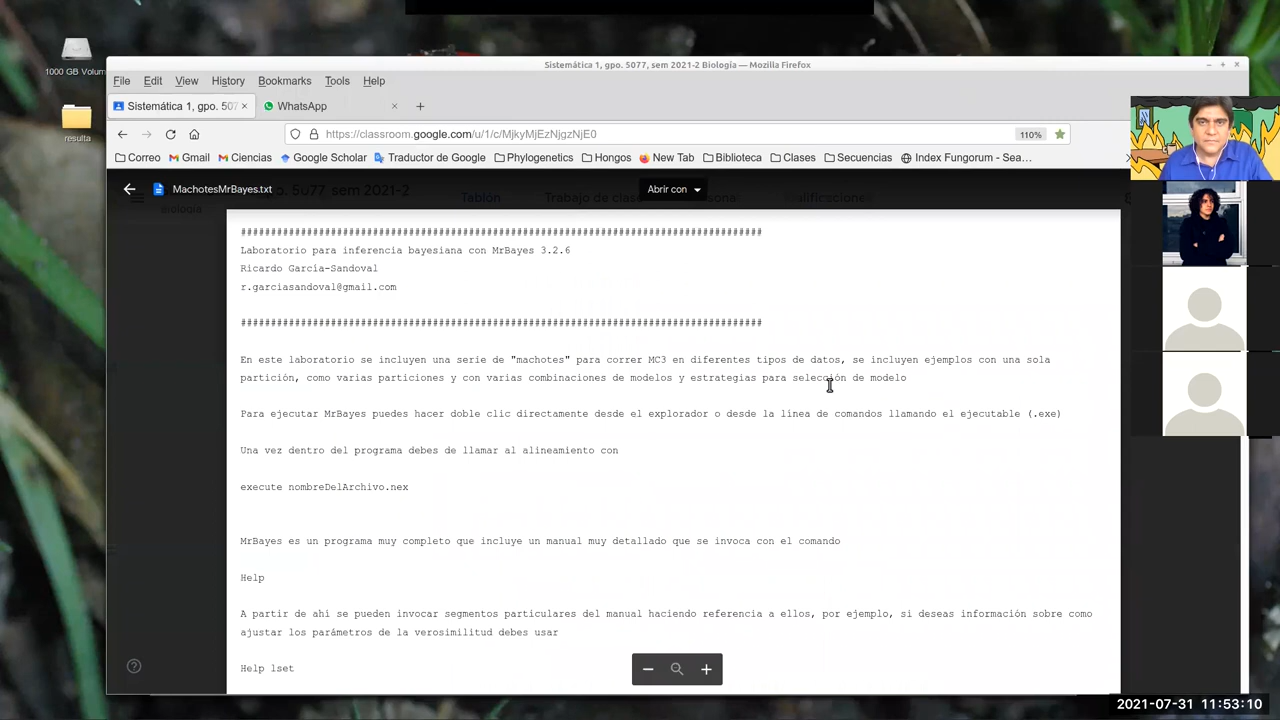 1000 GB Volum
resulta
Sistemática 1, gpo. 5077, sem 2021-2 Biología — Mozilla Firefox
File Edit View History Bookmarks Tools Help
Sistemática 1, gpo. 507
WhatsApp
https://classroom.google.com/u/1/c/MjkyMjEzNjgzNjE0
110%
Correo Gmail Ciencias Google Scholar Traductor de Google Phylogenetics Hongos New Tab Biblioteca Clases Secuencias Index Fungorum - Sea…
MachotesMrBayes.txt
Abrir con
#######################################################################################
Laboratorio para inferencia bayesiana con MrBayes 3.2.6
Ricardo García-Sandoval
r.garciasandoval@gmail.com
#######################################################################################
En este laboratorio se incluyen una serie de "machotes" para correr MC3 en diferentes tipos de datos, se incluyen ejemplos con una sola
partición, como varias particiones y con varias combinaciones de modelos y estrategias para selección de modelo
Para ejecutar MrBayes puedes hacer doble clic directamente desde el explorador o desde la linea de comandos llamando el ejecutable (.exe)
Una vez dentro del programa debes de llamar al alineamiento con
execute nombreDelArchivo.nex
MrBayes es un programa muy completo que incluye un manual muy detallado que se invoca con el comando
Help
A partir de ahí se pueden invocar segmentos particulares del manual haciendo referencia a ellos, por ejemplo, si deseas información sobre como
ajustar los parámetros de la verosimilitud debes usar
Help lset
2021-07-31 11:53:10